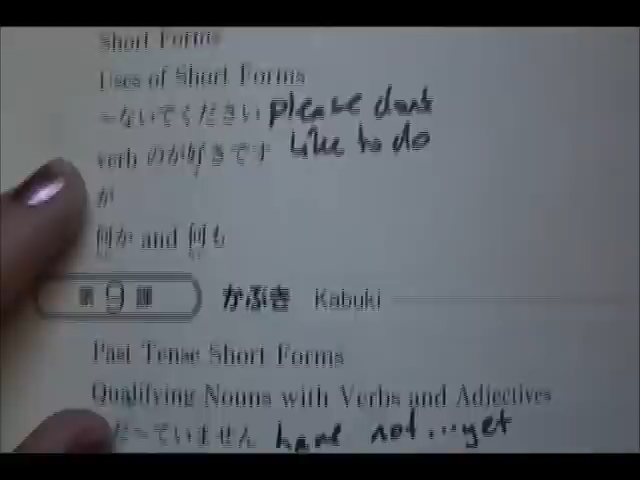 Short Forms
Uses of Short Forms
～ないでください please dont
verb のが好きです like to do
が
何か and 何も
第9課 かぶき Kabuki
Past Tense Short Forms
Qualifying Nouns with Verbs and Adjectives
だ～ていません have not...yet